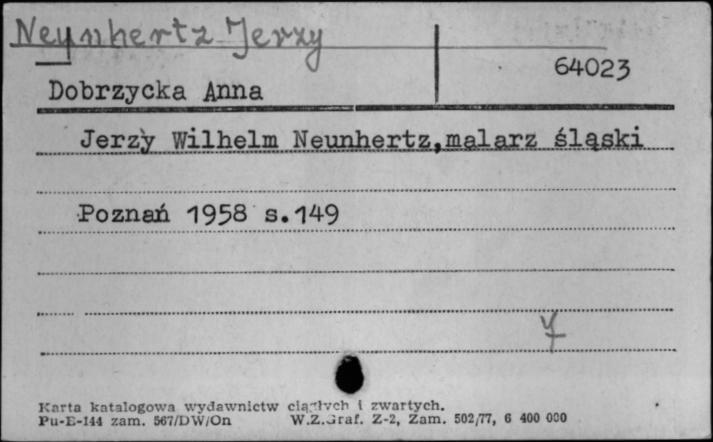 Neunhertz Jerzy
64023
Dobrzycka Anna
Jerzy Wilhelm Neunhertz, malarz śląski
Poznań 1958 s.149
Karta katalogowa wydawnictw ciągłych i zwartych.
Pu-E-144 zam. 567/DW/On W.Z.Graf. Z-2, Zam. 502/77, 6 400 000